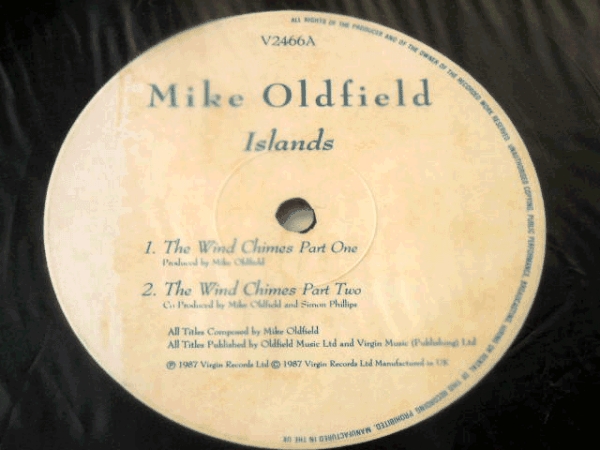 V2466A
Mike Oldfield
Islands
1. The Wind Chimes Part One
Produced by Mike Oldfield
2. The Wind Chimes Part Two
Co Produced by Mike Oldfield and Simon Phillips
All Titles Composed by Mike Oldfield
All Titles Published by Oldfield Music Ltd and Virgin Music (Publishing) Ltd
℗ 1987 Virgin Records Ltd © 1987 Virgin Records Ltd Manufactured in UK
ALL RIGHTS OF THE PRODUCER AND OF THE OWNER OF THE RECORDED WORK RESERVED. UNAUTHORISED COPYING, PUBLIC PERFORMANCE, BROADCASTING, HIRING OR RENTAL OF THIS RECORDING PROHIBITED. MANUFACTURED IN THE UK